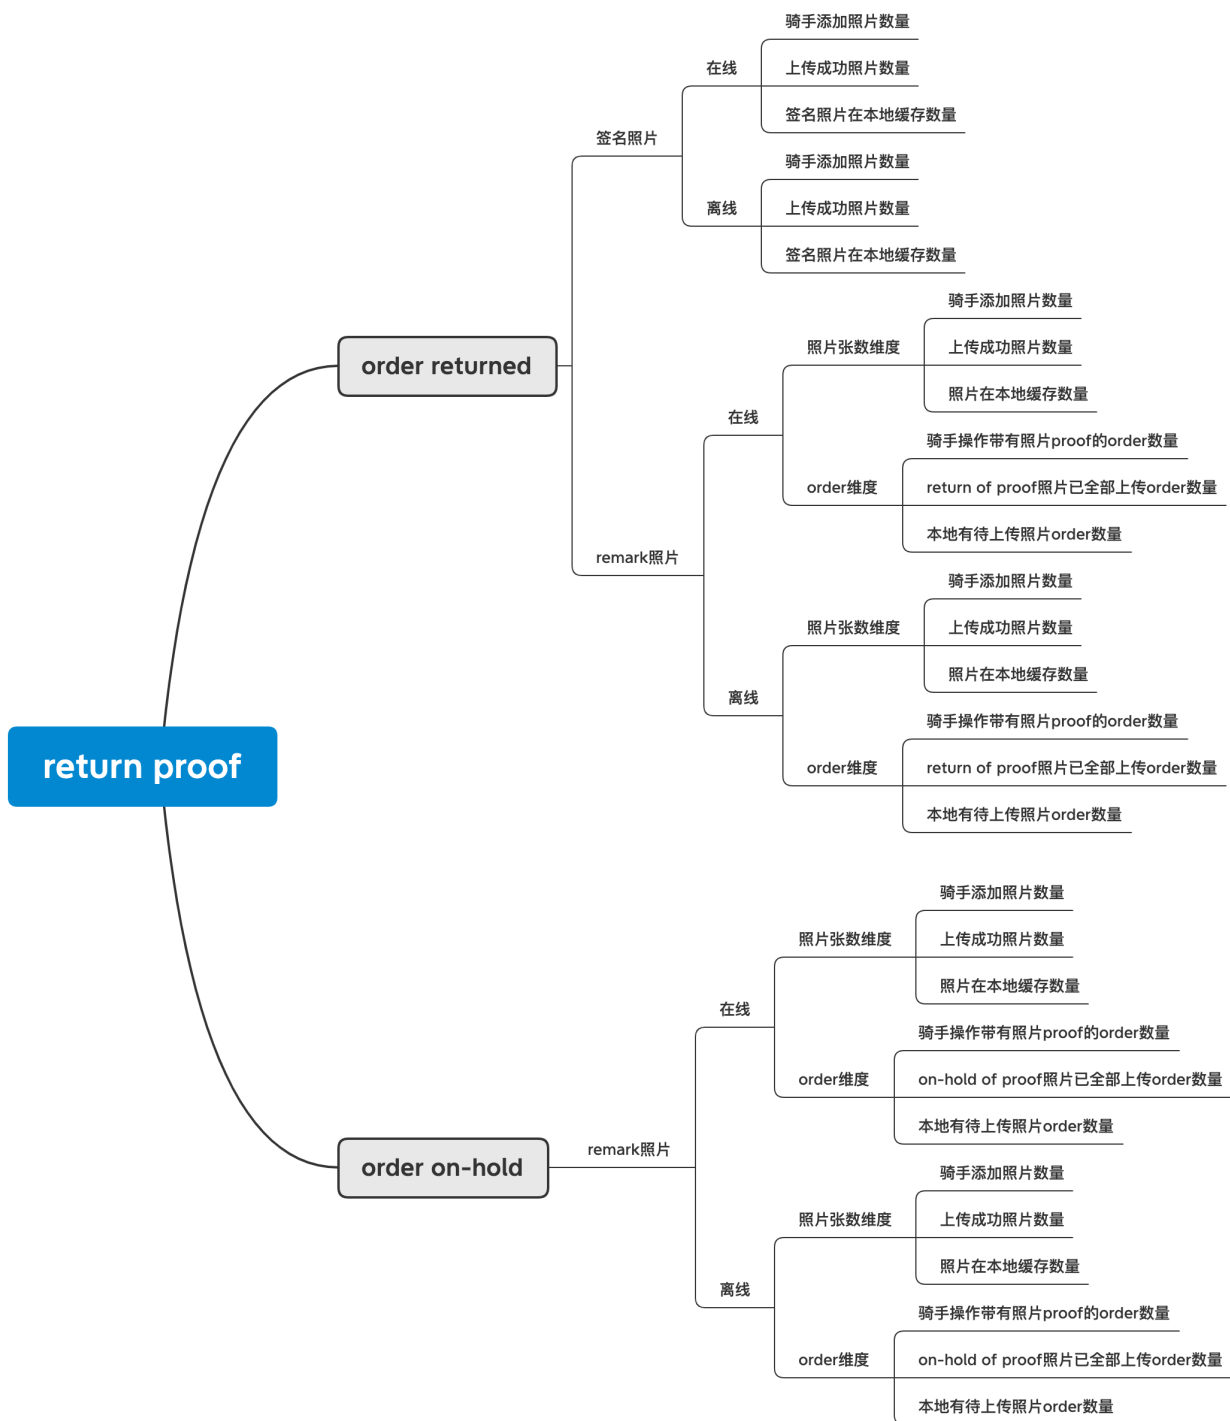 return proof
order returned
签名照片
在线
骑手添加照片数量
上传成功照片数量
签名照片在本地缓存数量
离线
骑手添加照片数量
上传成功照片数量
签名照片在本地缓存数量
remark照片
在线
照片张数维度
骑手添加照片数量
上传成功照片数量
照片在本地缓存数量
order维度
骑手操作带有照片proof的order数量
return of proof照片已全部上传order数量
本地有待上传照片order数量
离线
照片张数维度
骑手添加照片数量
上传成功照片数量
照片在本地缓存数量
order维度
骑手操作带有照片proof的order数量
return of proof照片已全部上传order数量
本地有待上传照片order数量
order on-hold
remark照片
在线
照片张数维度
骑手添加照片数量
上传成功照片数量
照片在本地缓存数量
order维度
骑手操作带有照片proof的order数量
on-hold of proof照片已全部上传order数量
本地有待上传照片order数量
离线
照片张数维度
骑手添加照片数量
上传成功照片数量
照片在本地缓存数量
order维度
骑手操作带有照片proof的order数量
on-hold of proof照片已全部上传order数量
本地有待上传照片order数量